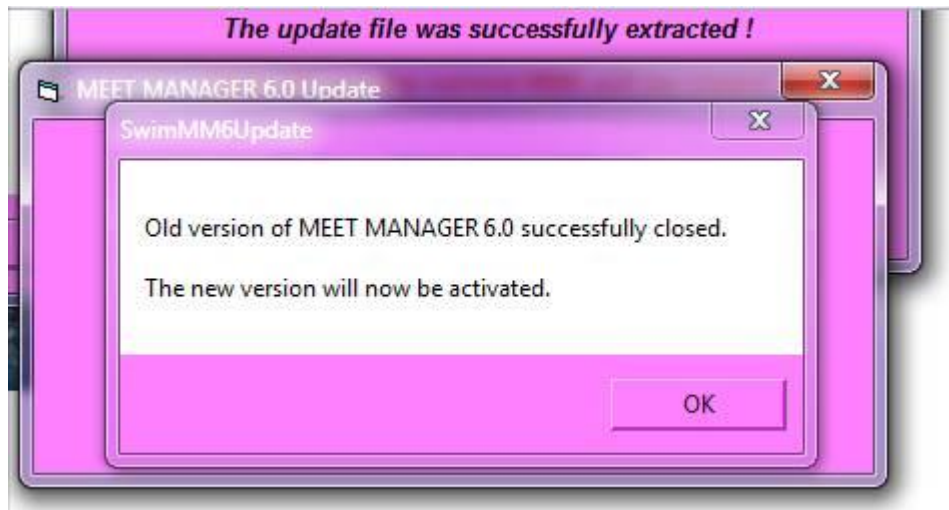 The update file was successfully extracted !
MEET MANAGER 6.0 Update
SwimMM6Update
Old version of MEET MANAGER 6.0 successfully closed.
The new version will now be activated.
OK